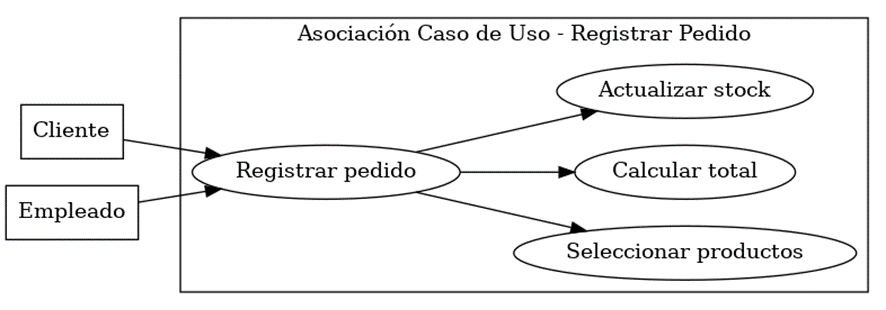 Asociación Caso de Uso - Registrar Pedido
Actualizar stock
Cliente
Registrar pedido
Calcular total
Empleado
Seleccionar productos